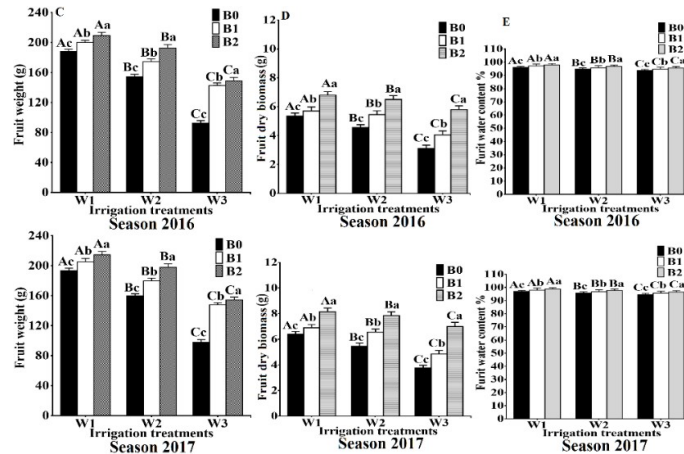 C
B0
B1
B2
Fruit weight (g)
240
200
160
120
80
40
0
Ac Ab Aa
Bc Bb Ba
Cc Cb Ca
W1 W2 W3
Irrigation treatments
Season 2016
D
B0
B1
B2
Fruit dry biomass (g)
12
10
8
6
4
2
0
Ac Ab Aa
Bc Bb Ba
Cc Cb Ca
W1 W2 W3
Irrigation treatments
Season 2016
E
B0
B1
B2
Furit water content %
100
90
80
70
60
50
40
30
20
10
0
Ac Ab Aa Bc Bb Ba Cc Cb Ca
W1 W2 W3
Irrigation treatments
Season 2016
B0
B1
B2
Fruit weight (g)
240
200
160
120
80
40
0
Ac Ab Aa
Bc Bb Ba
Cc Cb Ca
W1 W2 W3
Irrigation treatments
Season 2017
B0
B1
B2
Fruit dry biomass (g)
12
10
8
6
4
2
0
Ac Ab Aa
Bc Bb Ba
Cc Cb Ca
W1 W2 W3
Irrigation treatments
Season 2017
B0
B1
B2
Furit water content %
100
90
80
70
60
50
40
30
20
10
0
Ac Ab Aa Bc Bb Ba Cc Cb Ca
W1 W2 W3
Irrigation treatments
Season 2017